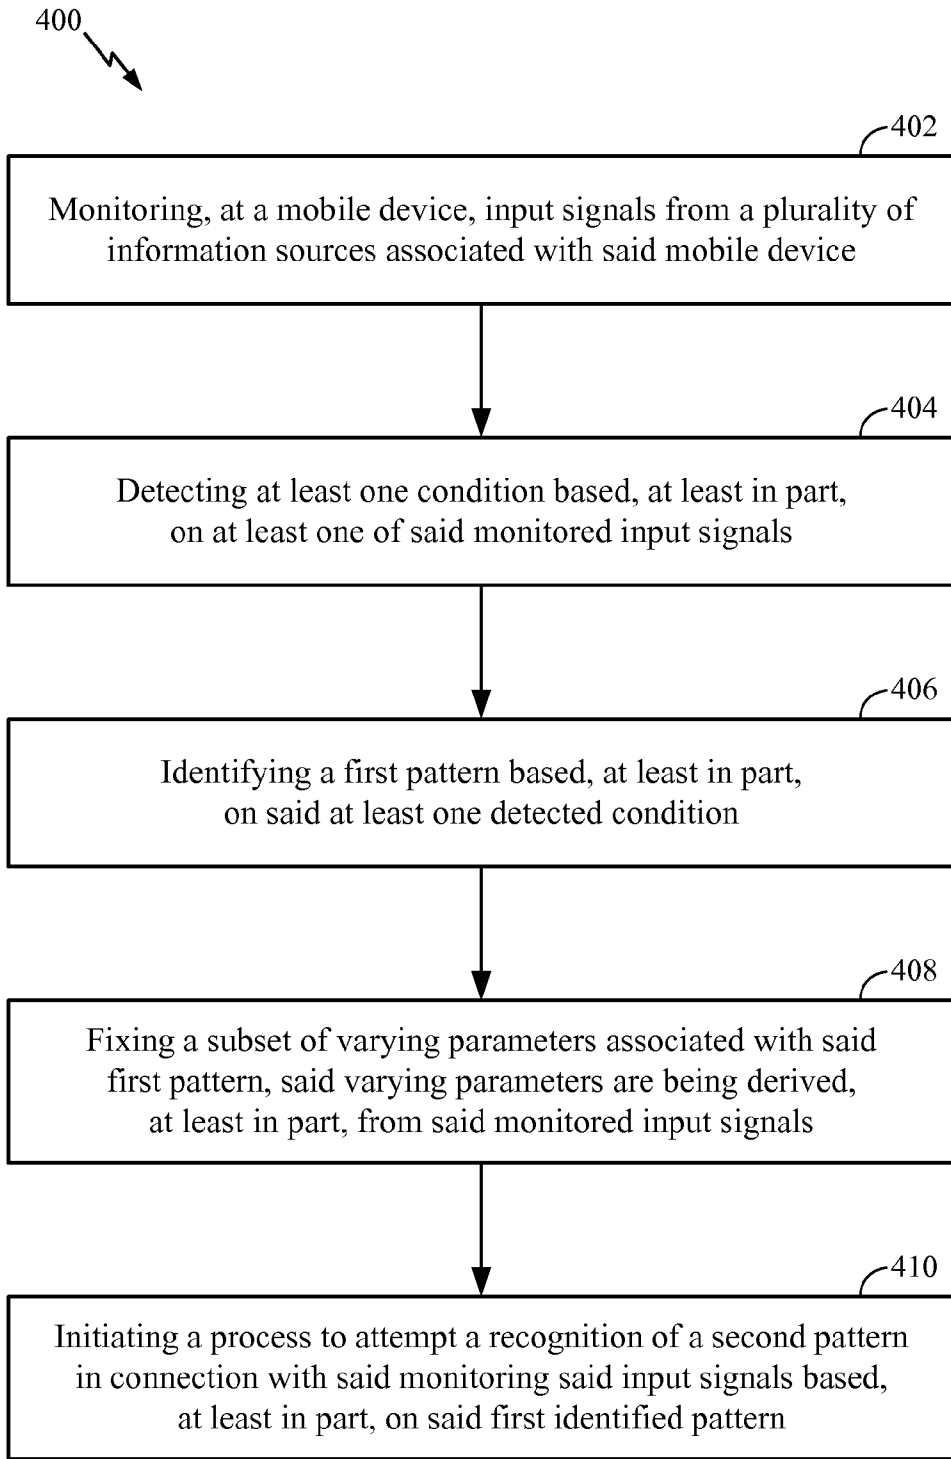 400
402
Monitoring, at a mobile device, input signals from a plurality of
information sources associated with said mobile device
404
Detecting at least one condition based, at least in part,
on at least one of said monitored input signals
406
Identifying a first pattern based, at least in part,
on said at least one detected condition
408
Fixing a subset of varying parameters associated with said
first pattern, said varying parameters are being derived,
at least in part, from said monitored input signals
410
Initiating a process to attempt a recognition of a second pattern
in connection with said monitoring said input signals based,
at least in part, on said first identified pattern